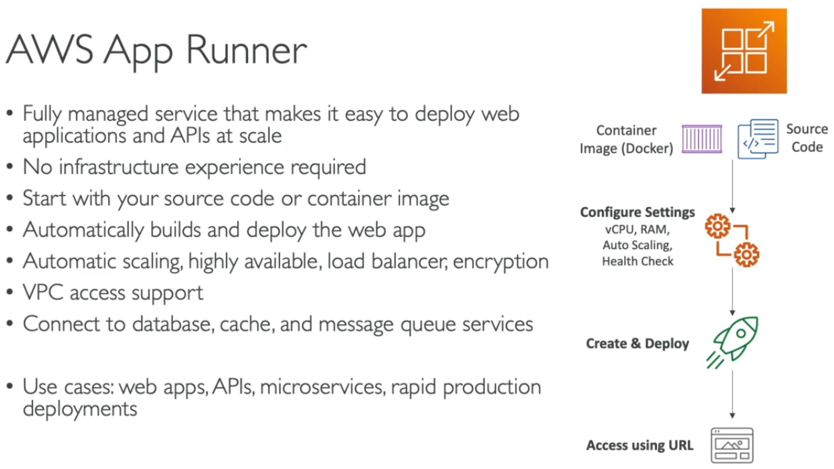 AWS App Runner
• Fully managed service that makes it easy to deploy web
applications and APIs at scale
• No infrastructure experience required
• Start with your source code or container image
• Automatically builds and deploy the web app
• Automatic scaling, highly available, load balancer, encryption
• VPC access support
• Connect to database, cache, and message queue services
• Use cases: web apps, APIs, microservices, rapid production
deployments
Container
Image (Docker)
Source
Code
</>
Configure Settings
vCPU, RAM,
Auto Scaling,
Health Check
Create & Deploy
Access using URL